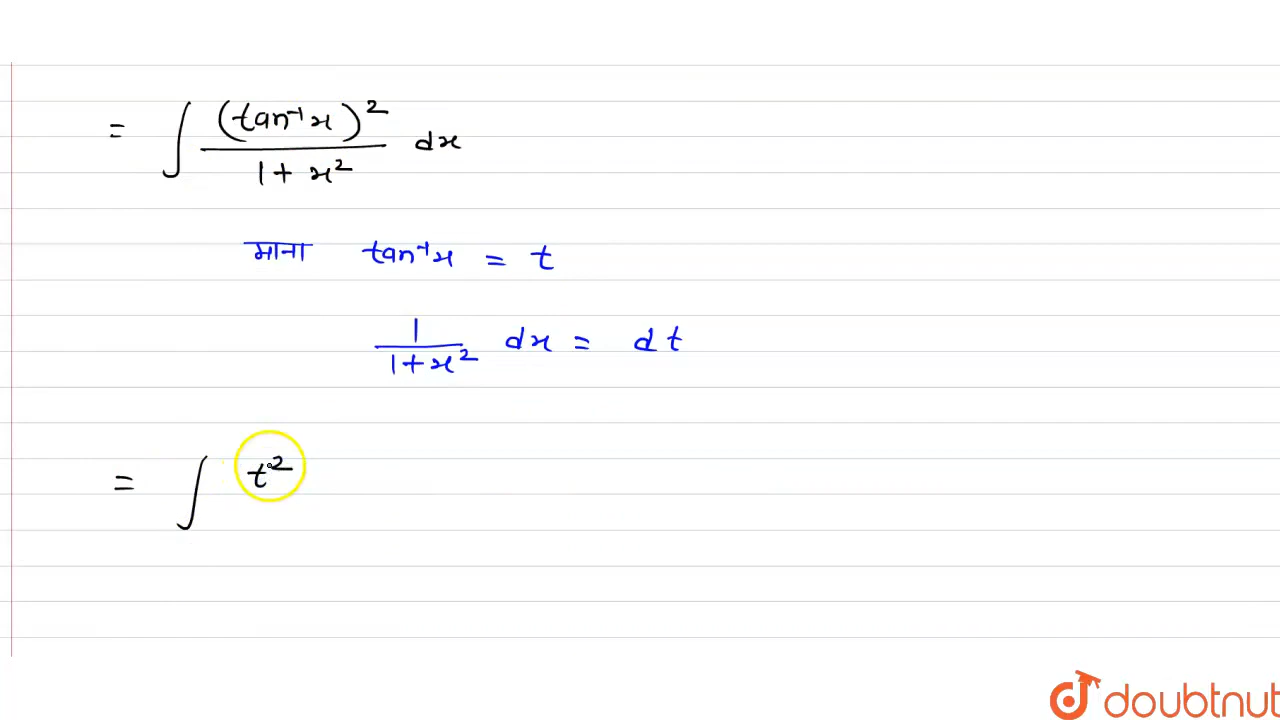 = ∫ (tan⁻¹x)² / 1 + x² dx
माना tan⁻¹x = t
1 / 1+x² dx = dt
= ∫ t²
doubtnut